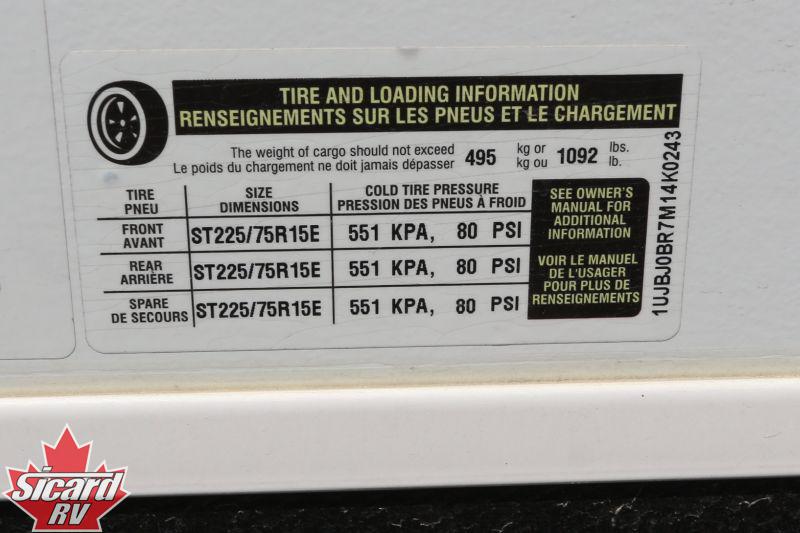 TIRE AND LOADING INFORMATION
RENSEIGNEMENTS SUR LES PNEUS ET LE CHARGEMENT
The weight of cargo should not exceed 495 kg or 1092 lbs.
Le poids du chargement ne doit jamais dépasser kg ou lb.
TIRE SIZE COLD TIRE PRESSURE
PNEU DIMENSIONS PRESSION DES PNEUS À FROID
FRONT
AVANT ST225/75R15E 551 KPA, 80 PSI
REAR
ARRIÈRE ST225/75R15E 551 KPA, 80 PSI
SPARE
DE SECOURS ST225/75R15E 551 KPA, 80 PSI
SEE OWNER'S
MANUAL FOR
ADDITIONAL
INFORMATION
VOIR LE MANUEL
DE L'USAGER
POUR PLUS DE
RENSEIGNEMENTS
1UJBJ0BR7M14K0243
Sicard
RV